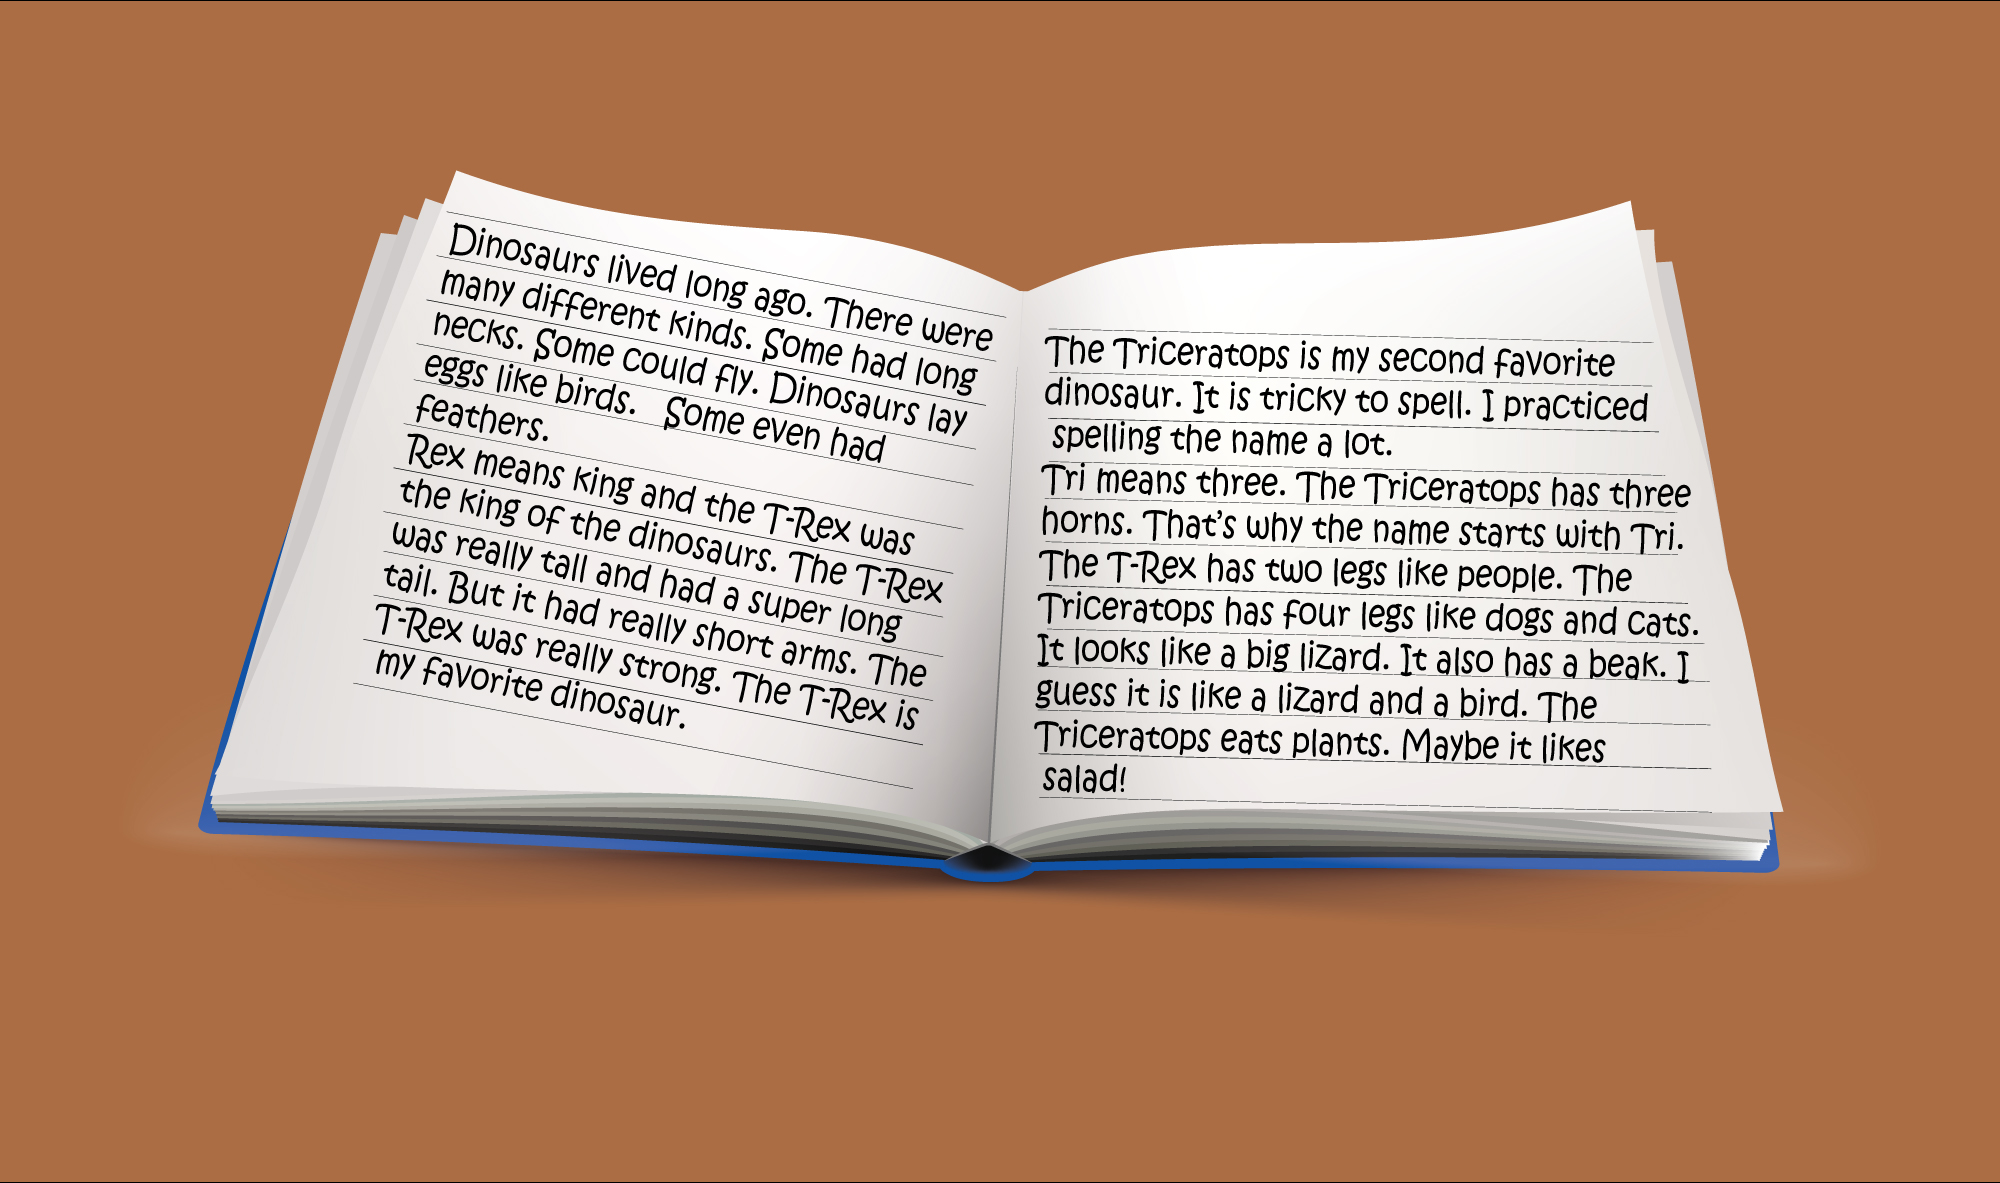 Dinosaurs lived long ago. There were
many different kinds. Some had long
necks. Some could fly. Dinosaurs lay
eggs like birds. Some even had
feathers.
Rex means king and the T-Rex was
the king of the dinosaurs. The T-Rex
was really tall and had a super long
tail. But it had really short arms. The
T-Rex was really strong. The T-Rex is
my favorite dinosaur.
The Triceratops is my second favorite
dinosaur. It is tricky to spell. I practiced
spelling the name a lot.
Tri means three. The Triceratops has three
horns. That's why the name starts with Tri.
The T-Rex has two legs like people. The
Triceratops has four legs like dogs and cats.
It looks like a big lizard. It also has a beak. I
guess it is like a lizard and a bird. The
Triceratops eats plants. Maybe it likes
salad!